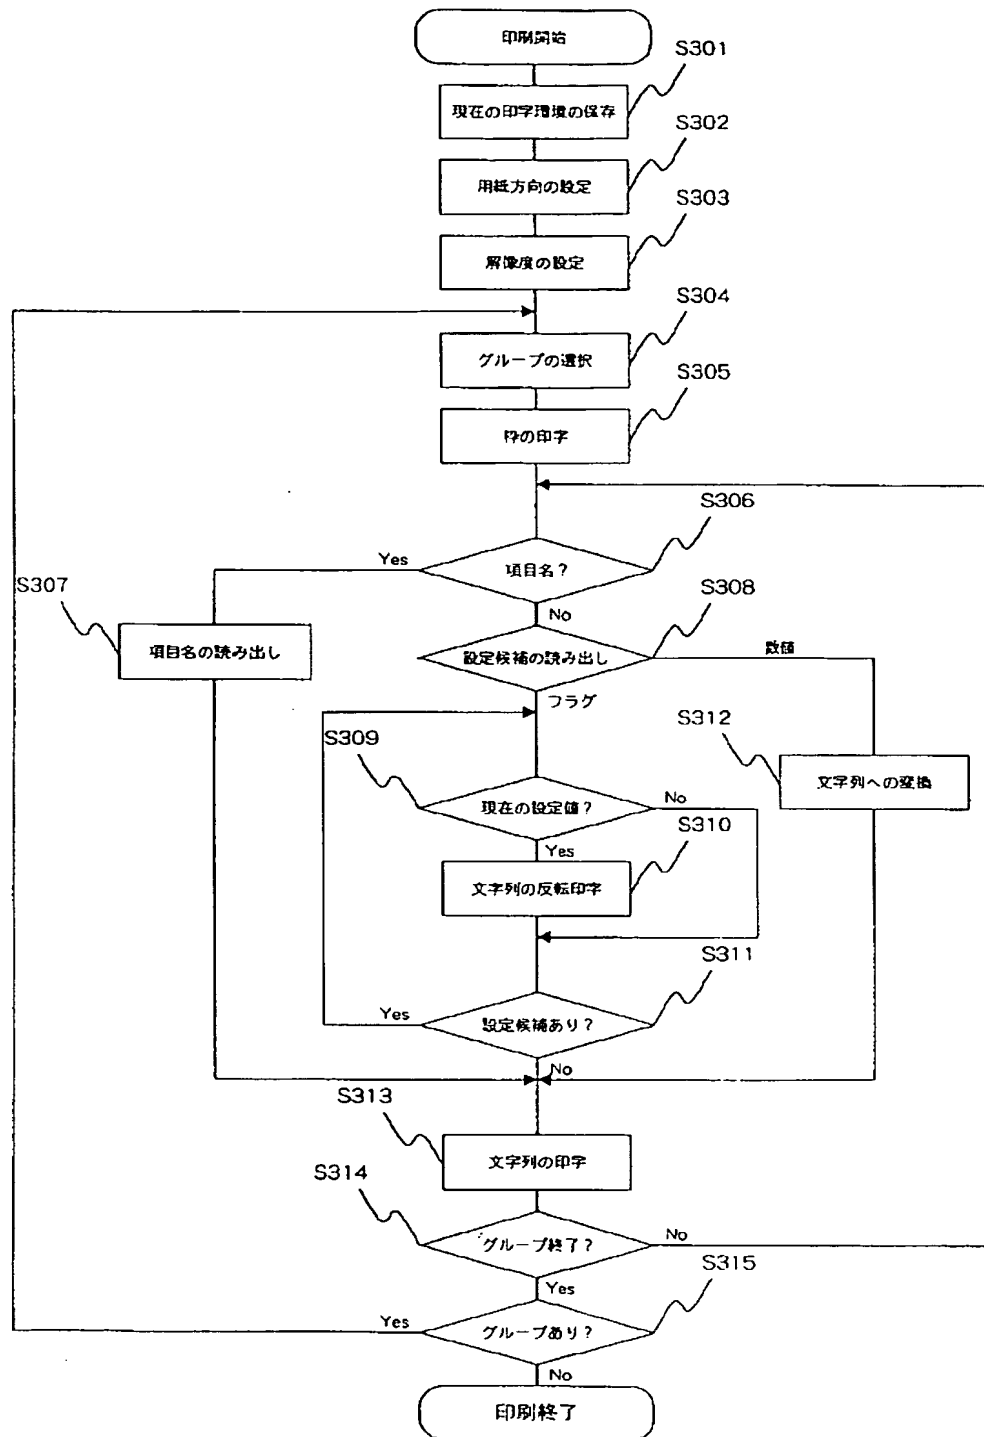 印刷開始
S301
現在の印字環境の保存
S302
用紙方向の設定
S303
解像度の設定
S304
グループの選択
S305
枠の印字
S306
項目名?
Yes
No
S307
項目名の読み出し
S308
設定候補の読み出し
数値
フラグ
S309
現在の設定値?
No
Yes
S312
文字列への変換
S310
文字列の反転印字
S311
設定候補あり?
Yes
No
S313
文字列の印字
S314
グループ終了?
No
Yes
S315
グループあり?
Yes
No
印刷終了